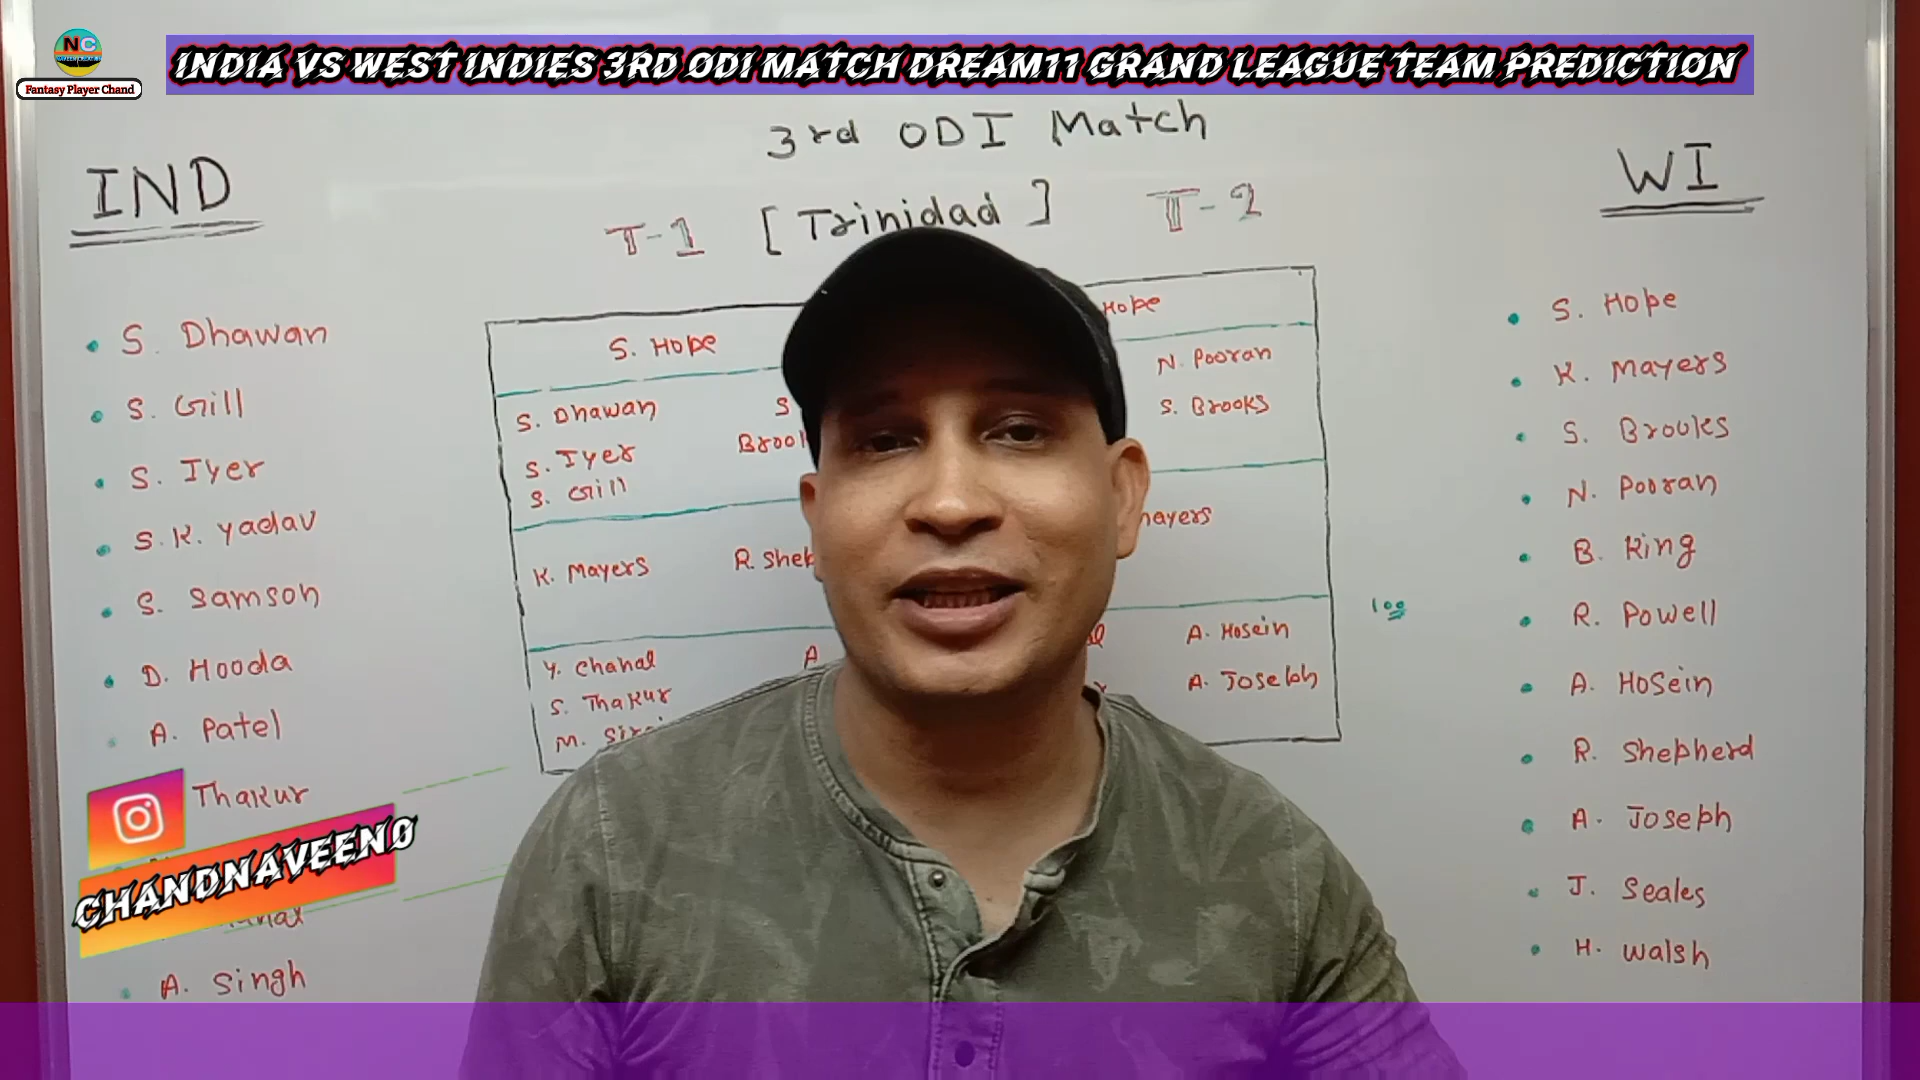 NC
Fantasy Player Chand
INDIA VS WEST INDIES 3RD ODI MATCH DREAM11 GRAND LEAGUE TEAM PREDICTION
3rd ODI Match
IND
WI
T-1 [Trinidad] T-2
S. Dhawan
S. Gill
S. Iyer
S.K. Yadav
S. Samson
D. Hooda
A. Patel
Thakur
A. Singh
CHANDNAVEEN0
S. Hope
S. Dhawan S
S. Iyer Brook
S. Gill
K. Mayers R. Shep
Y. Chahal A
S. Thakur
M. Sira
Hope
N. Pooran
S. Brooks
mayers
A. Hosein
A. Joseph
100
S. Hope
K. Mayers
S. Brooks
N. Pooran
B. King
R. Powell
A. Hosein
R. Shepherd
A. Joseph
J. Seales
H. Walsh